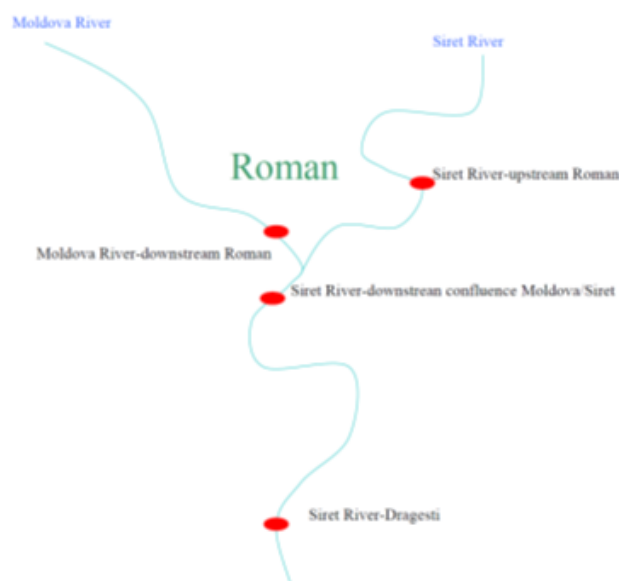 Moldova River
Siret River
Roman
Siret River-upstream Roman
Moldova River-downstream Roman
Siret River-downstrean confluence Moldova/Siret
Siret River-Dragesti